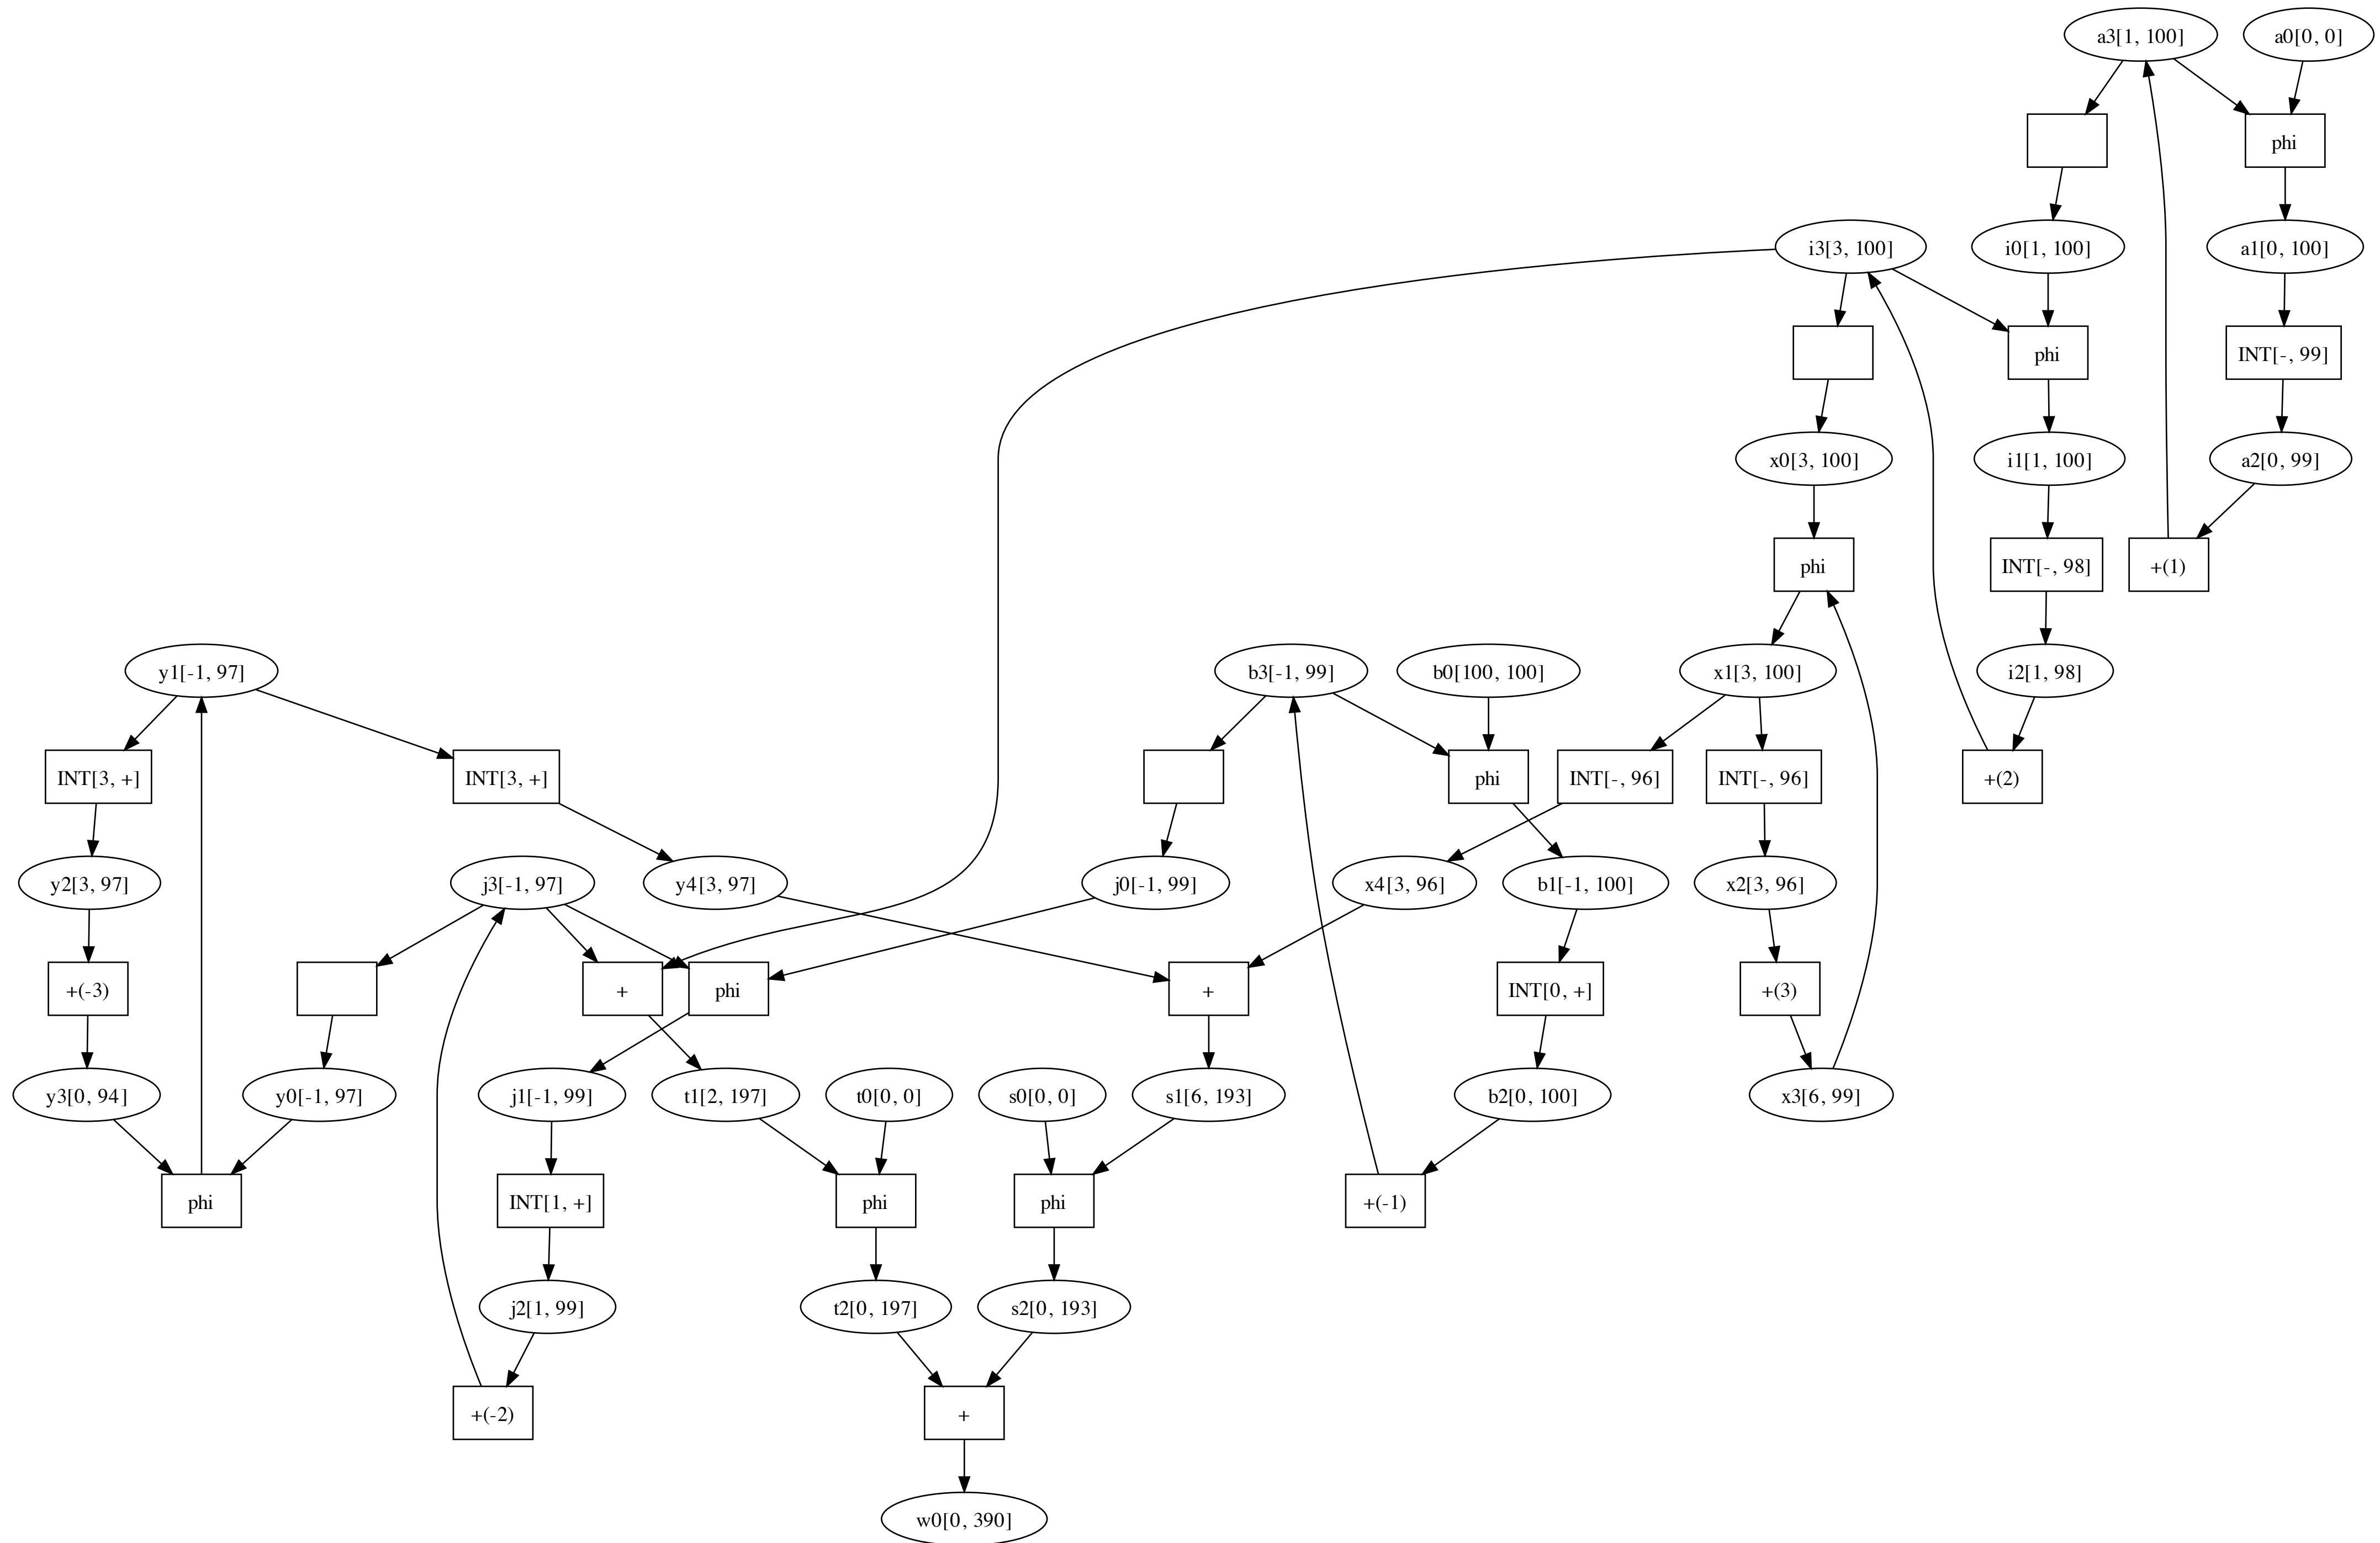 a3[1, 100]
a0[0, 0]
phi
i3[3, 100]
i0[1, 100]
a1[0, 100]
phi
INT[-, 99]
x0[3, 100]
i1[1, 100]
a2[0, 99]
phi
INT[-, 98]
+(1)
y1[-1, 97]
b3[-1, 99]
b0[100, 100]
x1[3, 100]
i2[1, 98]
INT[3, +]
INT[3, +]
phi
INT[-, 96]
INT[-, 96]
+(2)
y2[3, 97]
j3[-1, 97]
y4[3, 97]
j0[-1, 99]
x4[3, 96]
b1[-1, 100]
x2[3, 96]
+(-3)
+
phi
+
INT[0, +]
+(3)
y3[0, 94]
y0[-1, 97]
j1[-1, 99]
t1[2, 197]
t0[0, 0]
s0[0, 0]
s1[6, 193]
b2[0, 100]
x3[6, 99]
phi
INT[1, +]
phi
phi
+(-1)
j2[1, 99]
t2[0, 197]
s2[0, 193]
+(-2)
+
w0[0, 390]